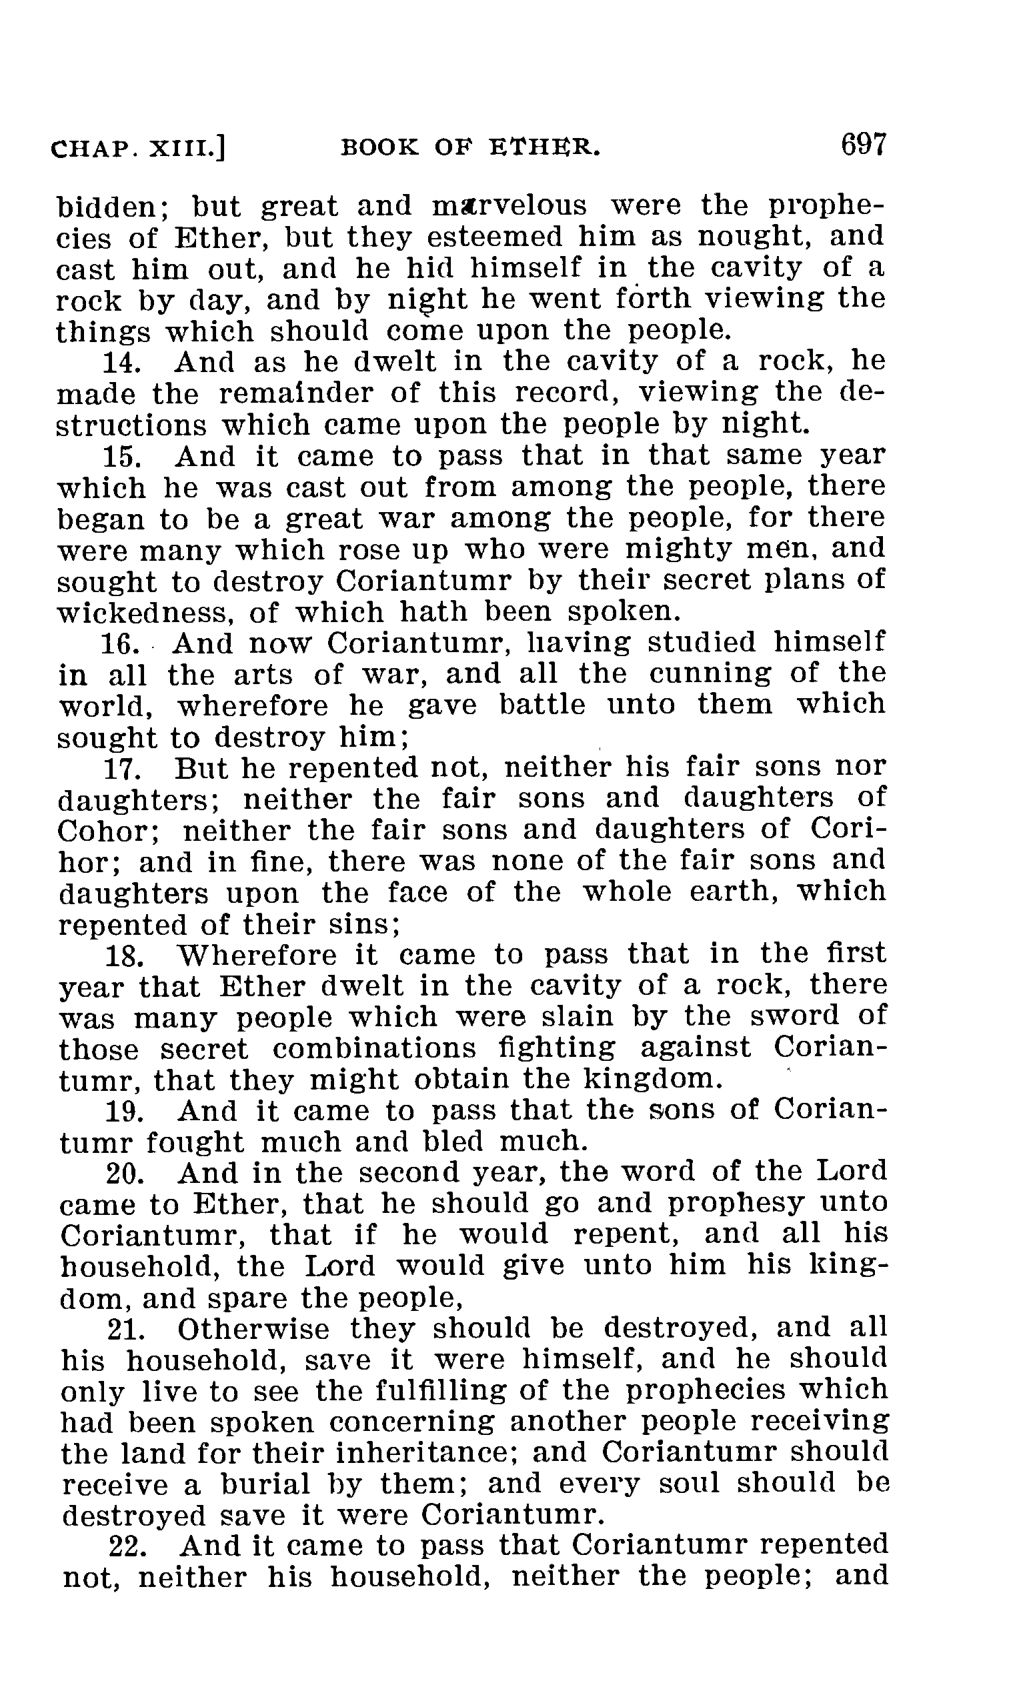 CHAP. XIII.] BOOK OF ETHER. 697
bidden; but great and marvelous were the prophe-
cies of Ether, but they esteemed him as nought, and
cast him out, and he hid himself in the cavity of a
rock by day, and by night he went forth viewing the
things which should come upon the people.
14. And as he dwelt in the cavity of a rock, he
made the remainder of this record, viewing the de-
structions which came upon the people by night.
15. And it came to pass that in that same year
which he was cast out from among the people, there
began to be a great war among the people, for there
were many which rose up who were mighty men, and
sought to destroy Coriantumr by their secret plans of
wickedness, of which hath been spoken.
16. And now Coriantumr, having studied himself
in all the arts of war, and all the cunning of the
world, wherefore he gave battle unto them which
sought to destroy him;
17. But he repented not, neither his fair sons nor
daughters; neither the fair sons and daughters of
Cohor; neither the fair sons and daughters of Cori-
hor; and in fine, there was none of the fair sons and
daughters upon the face of the whole earth, which
repented of their sins;
18. Wherefore it came to pass that in the first
year that Ether dwelt in the cavity of a rock, there
was many people which were slain by the sword of
those secret combinations fighting against Corian-
tumr, that they might obtain the kingdom.
19. And it came to pass that the sons of Corian-
tumr fought much and bled much.
20. And in the second year, the word of the Lord
came to Ether, that he should go and prophesy unto
Coriantumr, that if he would repent, and all his
household, the Lord would give unto him his king-
dom, and spare the people,
21. Otherwise they should be destroyed, and all
his household, save it were himself, and he should
only live to see the fulfilling of the prophecies which
had been spoken concerning another people receiving
the land for their inheritance; and Coriantumr should
receive a burial by them; and every soul should be
destroyed save it were Coriantumr.
22. And it came to pass that Coriantumr repented
not, neither his household, neither the people; and